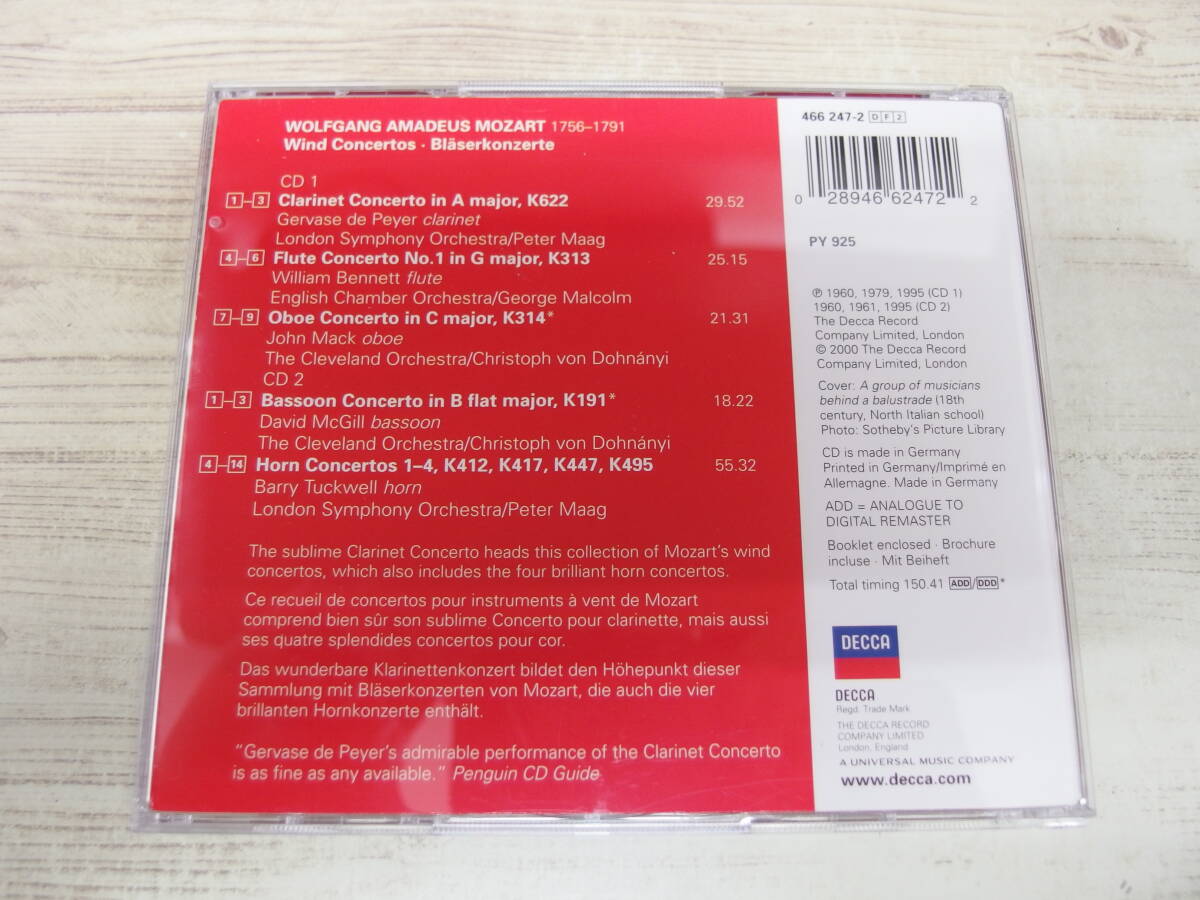 WOLFGANG AMADEUS MOZART 1756–1791
Wind Concertos · Bläserkonzerte
CD 1
1–3 Clarinet Concerto in A major, K622 29.52
Gervase de Peyer clarinet
London Symphony Orchestra/Peter Maag
4–6 Flute Concerto No.1 in G major, K313 25.15
William Bennett flute
English Chamber Orchestra/George Malcolm
7–9 Oboe Concerto in C major, K314* 21.31
John Mack oboe
The Cleveland Orchestra/Christoph von Dohnányi
CD 2
1–3 Bassoon Concerto in B flat major, K191* 18.22
David McGill bassoon
The Cleveland Orchestra/Christoph von Dohnányi
4–14 Horn Concertos 1–4, K412, K417, K447, K495 55.32
Barry Tuckwell horn
London Symphony Orchestra/Peter Maag
The sublime Clarinet Concerto heads this collection of Mozart's wind
concertos, which also includes the four brilliant horn concertos.
Ce recueil de concertos pour instruments à vent de Mozart
comprend bien sûr son sublime Concerto pour clarinette, mais aussi
ses quatre splendides concertos pour cor.
Das wunderbare Klarinettenkonzert bildet den Höhepunkt dieser
Sammlung mit Bläserkonzerten von Mozart, die auch die vier
brillanten Hornkonzerte enthält.
"Gervase de Peyer's admirable performance of the Clarinet Concerto
is as fine as any available." Penguin CD Guide
466 247-2 D F 2
0 28946 62472 2
PY 925
℗ 1960, 1979, 1995 (CD 1)
1960, 1961, 1995 (CD 2)
The Decca Record
Company Limited, London
© 2000 The Decca Record
Company Limited, London
Cover: A group of musicians
behind a balustrade (18th
century, North Italian school)
Photo: Sotheby's Picture Library
CD is made in Germany
Printed in Germany/Imprimé en
Allemagne. Made in Germany
ADD = ANALOGUE TO
DIGITAL REMASTER
Booklet enclosed · Brochure
incluse · Mit Beiheft
Total timing 150.41 ADD/DDD*
DECCA
DECCA
Regd. Trade Mark
THE DECCA RECORD
COMPANY LIMITED
London, England
A UNIVERSAL MUSIC COMPANY
www.decca.com